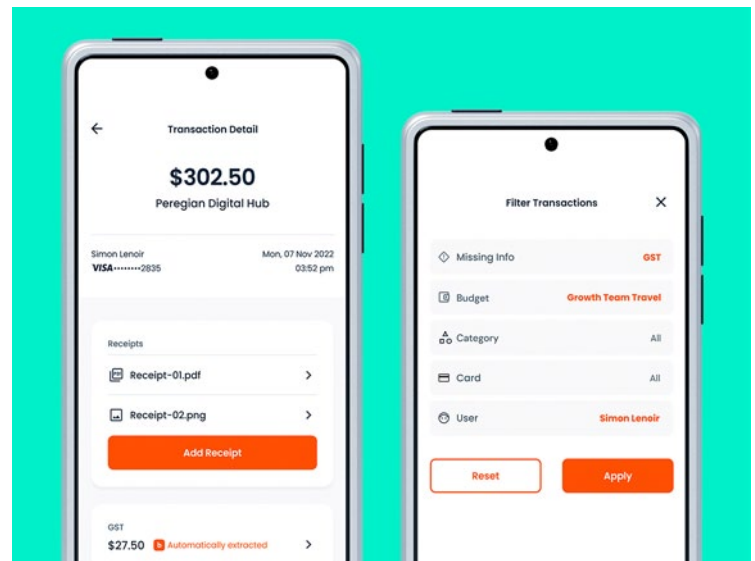 Transaction Detail
$302.50
Peregian Digital Hub
Simon Lenoir
Mon, 07 Nov 2022
VISA ········2835
03:52 pm
Receipts
Receipt-01.pdf
Receipt-02.png
Add Receipt
GST
$27.50 b Automatically extracted
Filter Transactions
Missing Info GST
Budget Growth Team Travel
Category All
Card All
User Simon Lenoir
Reset Apply